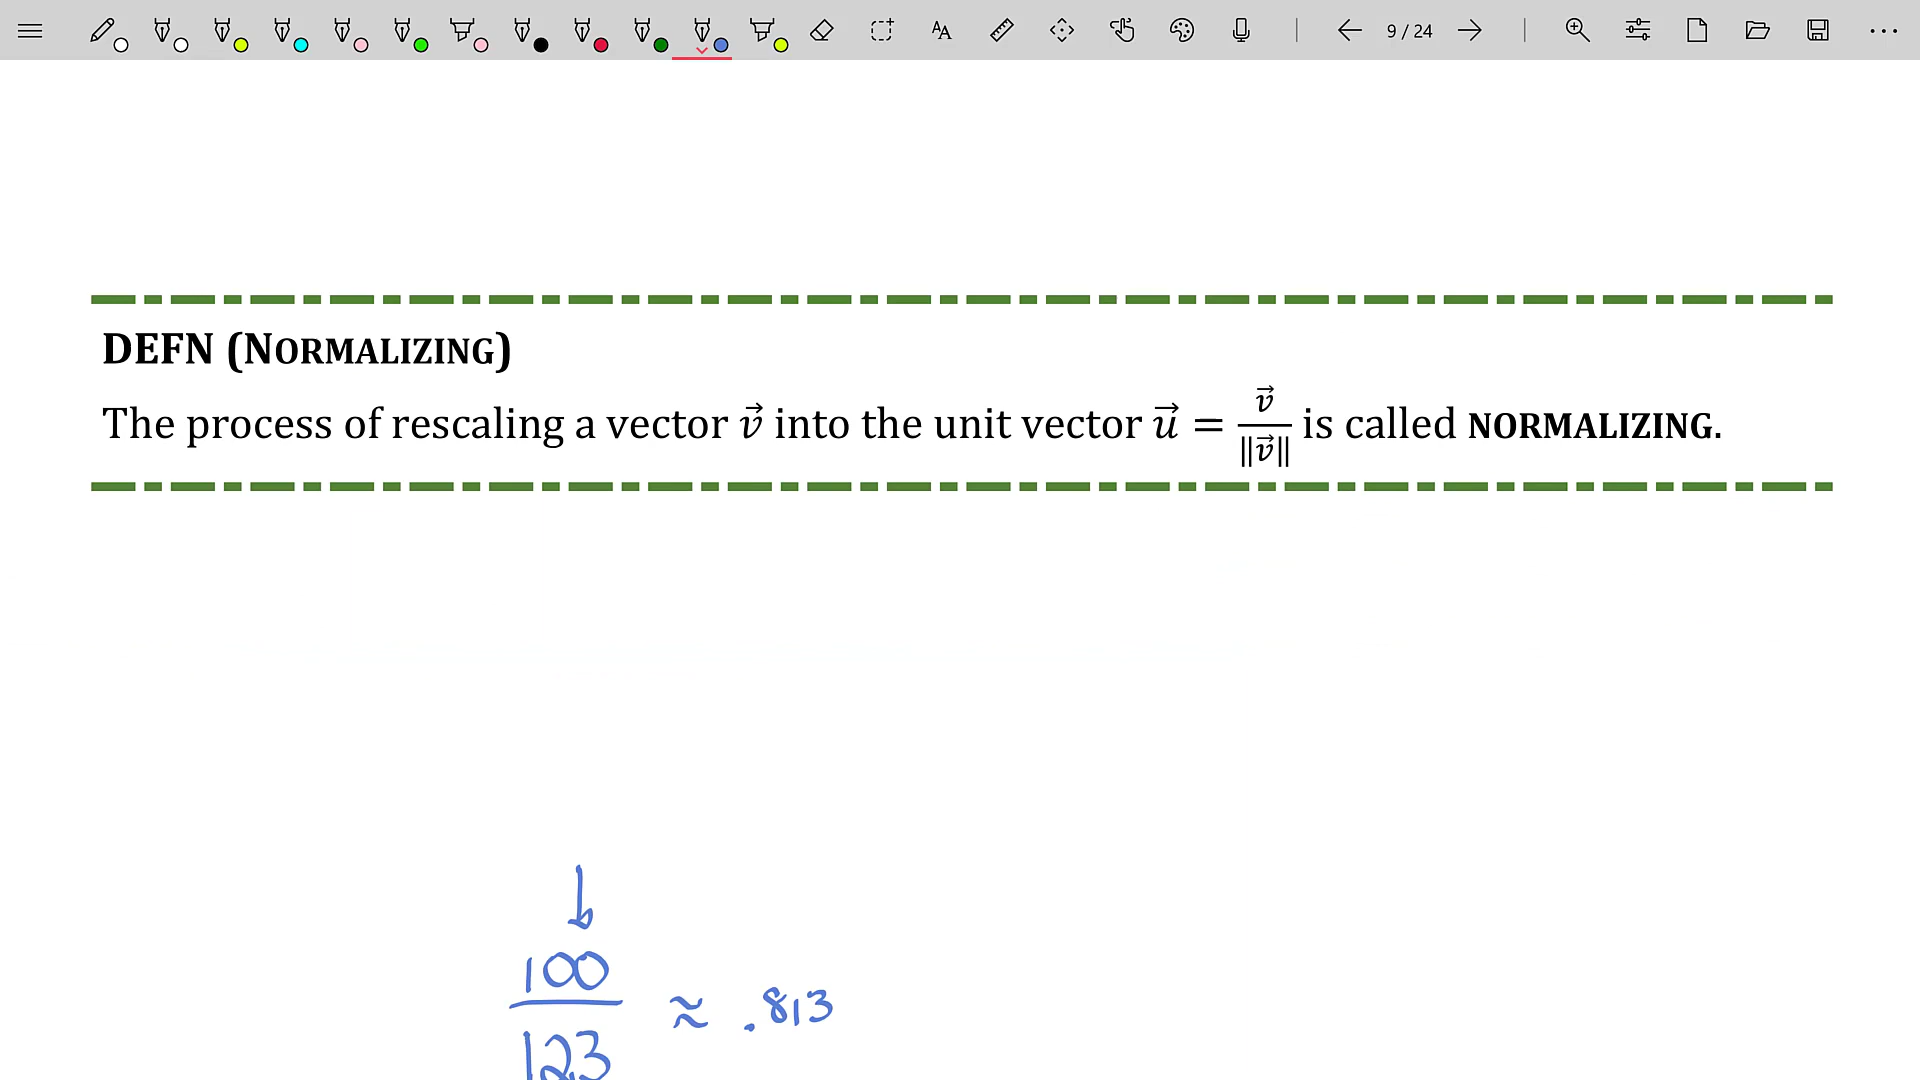 9 / 24
DEFN (NORMALIZING)
The process of rescaling a vector v⃗ into the unit vector u⃗ = v⃗/‖v⃗‖ is called NORMALIZING.
100/123 ≈ .813